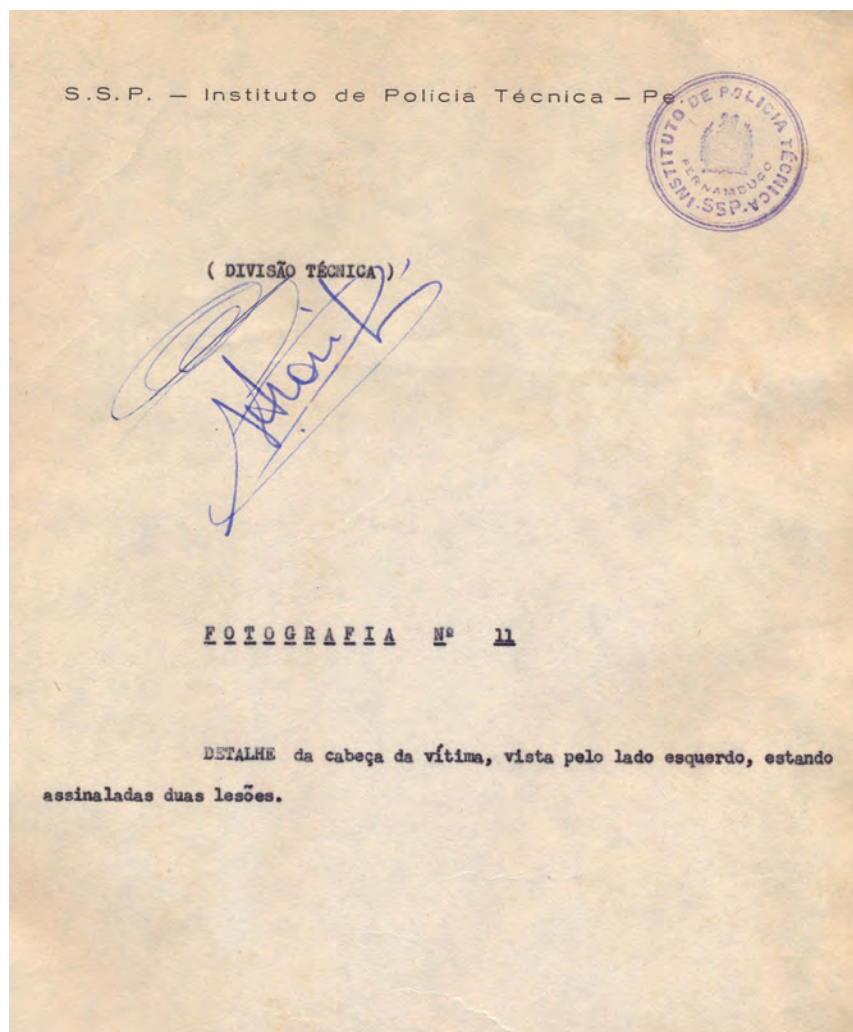 S.S.P. — Instituto de Polícia Técnica — Pe.
INSTITUTO DE POLICIA TÉCNICA
PERNAMBUCO
SSP
( DIVISÃO TÉCNICA )
FOTOGRAFIA Nº 11
DETALHE da cabeça da vítima, vista pelo lado esquerdo, estando
assinaladas duas lesões.